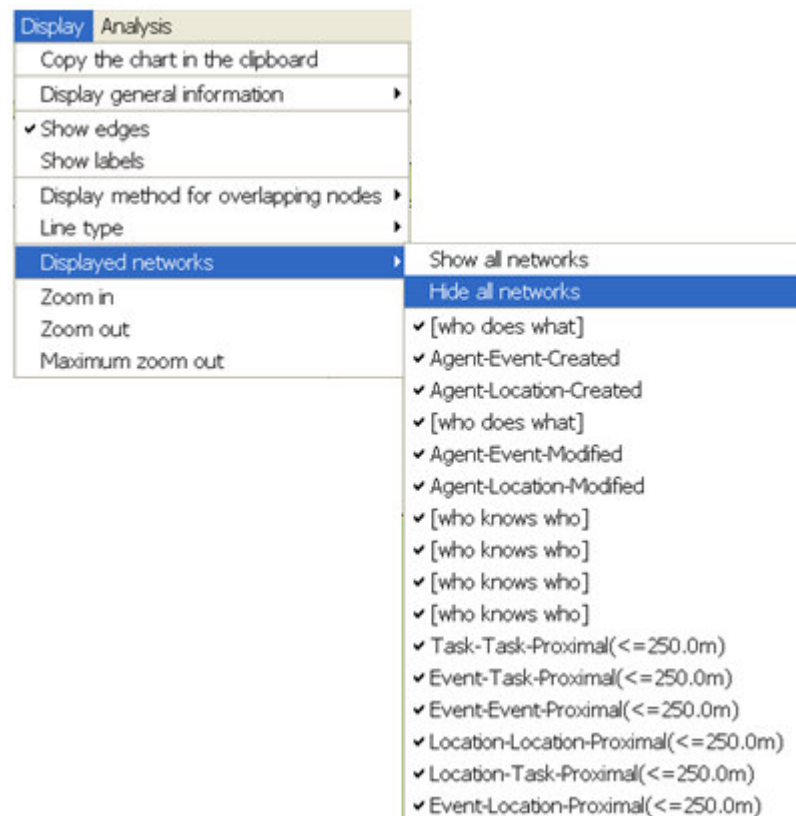 Display Analysis
Copy the chart in the clipboard
Display general information
Show edges
Show labels
Display method for overlapping nodes
Line type
Displayed networks
Zoom in
Zoom out
Maximum zoom out
Show all networks
Hide all networks
[who does what]
Agent-Event-Created
Agent-Location-Created
[who does what]
Agent-Event-Modified
Agent-Location-Modified
[who knows who]
[who knows who]
[who knows who]
[who knows who]
Task-Task-Proximal(<=250.0m)
Event-Task-Proximal(<=250.0m)
Event-Event-Proximal(<=250.0m)
Location-Location-Proximal(<=250.0m)
Location-Task-Proximal(<=250.0m)
Event-Location-Proximal(<=250.0m)